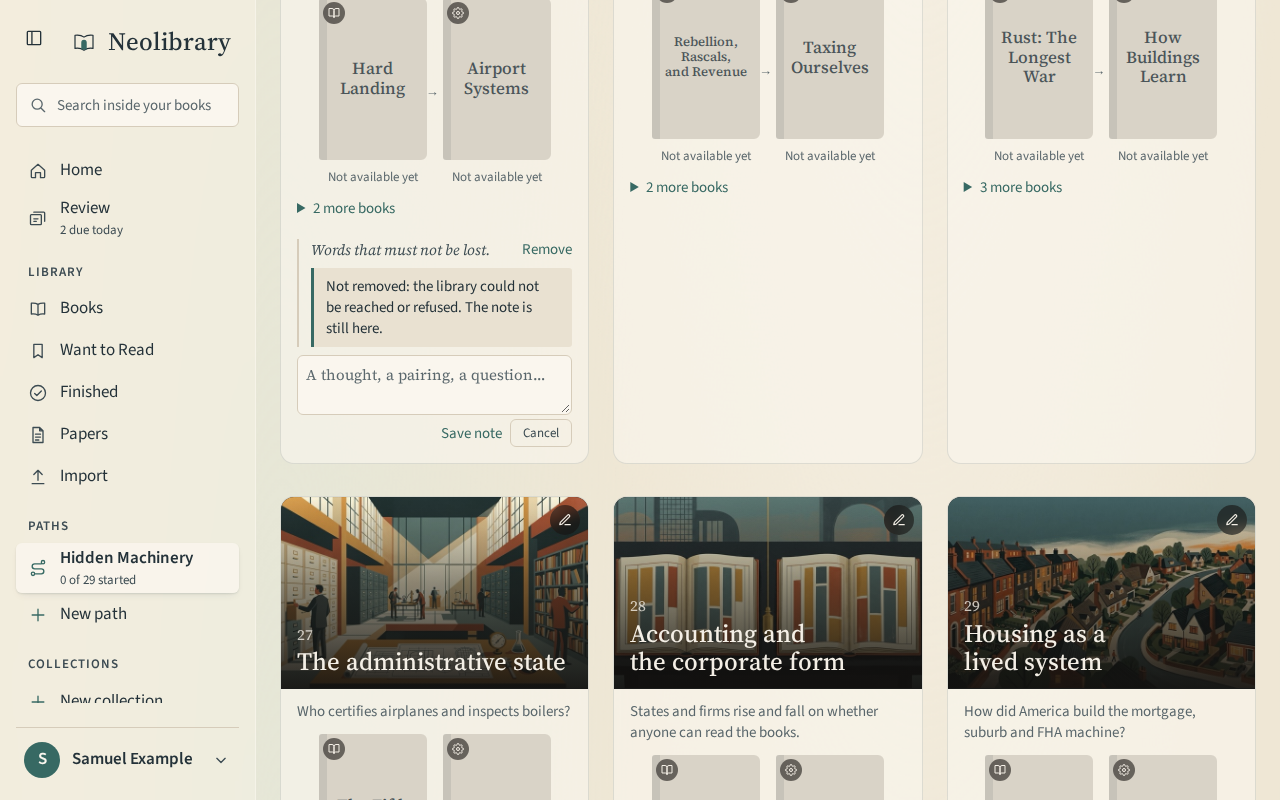 Neolibrary
Search inside your books
Home
Review
2 due today
LIBRARY
Books
Want to Read
Finished
Papers
Import
PATHS
Hidden Machinery
0 of 29 started
New path
COLLECTIONS
New collection
S
Samuel Example
Hard
Landing
→
Airport
Systems
Not available yet
Not available yet
2 more books
Words that must not be lost.
Remove
Not removed: the library could not
be reached or refused. The note is
still here.
A thought, a pairing, a question…
Save note
Cancel
Rebellion,
Rascals,
and Revenue
→
Taxing
Ourselves
Not available yet
Not available yet
2 more books
Rust: The
Longest
War
→
How
Buildings
Learn
Not available yet
Not available yet
3 more books
27
The administrative state
Who certifies airplanes and inspects boilers?
28
Accounting and
the corporate form
States and firms rise and fall on whether
anyone can read the books.
29
Housing as a
lived system
How did America build the mortgage,
suburb and FHA machine?